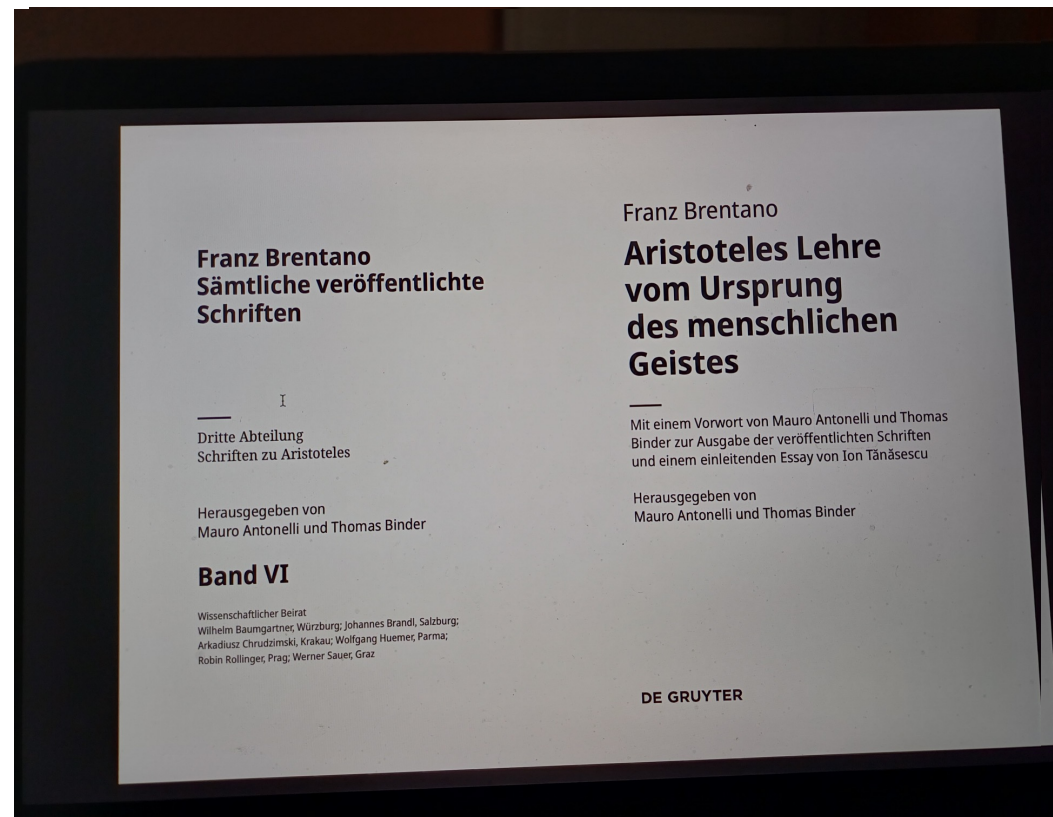 Franz Brentano
Sämtliche veröffentlichte
Schriften
Dritte Abteilung
Schriften zu Aristoteles
Herausgegeben von
Mauro Antonelli und Thomas Binder
Band VI
Wissenschaftlicher Beirat
Wilhelm Baumgartner, Würzburg; Johannes Brandl, Salzburg;
Arkadiusz Chrudzimski, Krakau; Wolfgang Huemer, Parma;
Robin Rollinger, Prag; Werner Sauer, Graz
Franz Brentano
Aristoteles Lehre
vom Ursprung
des menschlichen
Geistes
Mit einem Vorwort von Mauro Antonelli und Thomas
Binder zur Ausgabe der veröffentlichten Schriften
und einem einleitenden Essay von Ion Tănăsescu
Herausgegeben von
Mauro Antonelli und Thomas Binder
DE GRUYTER